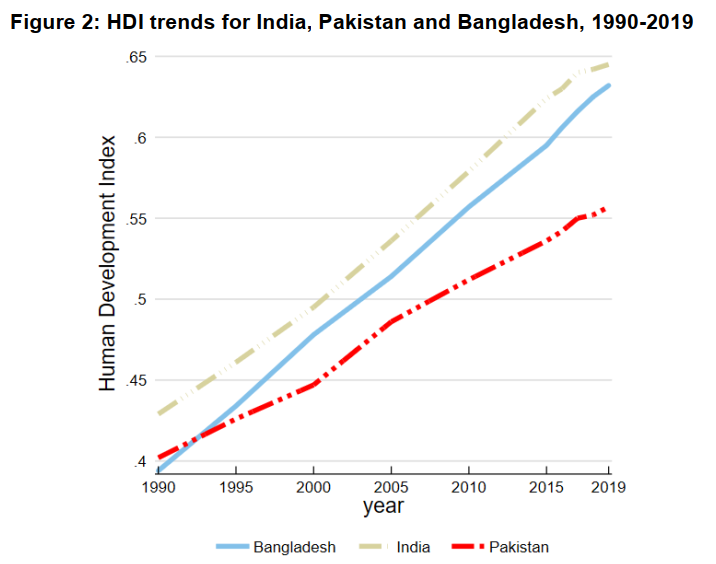 Figure 2: HDI trends for India, Pakistan and Bangladesh, 1990-2019
.65
.6
.55
.5
.45
.4
Human Development Index
1990 1995 2000 2005 2010 2015 2019
year
Bangladesh India Pakistan